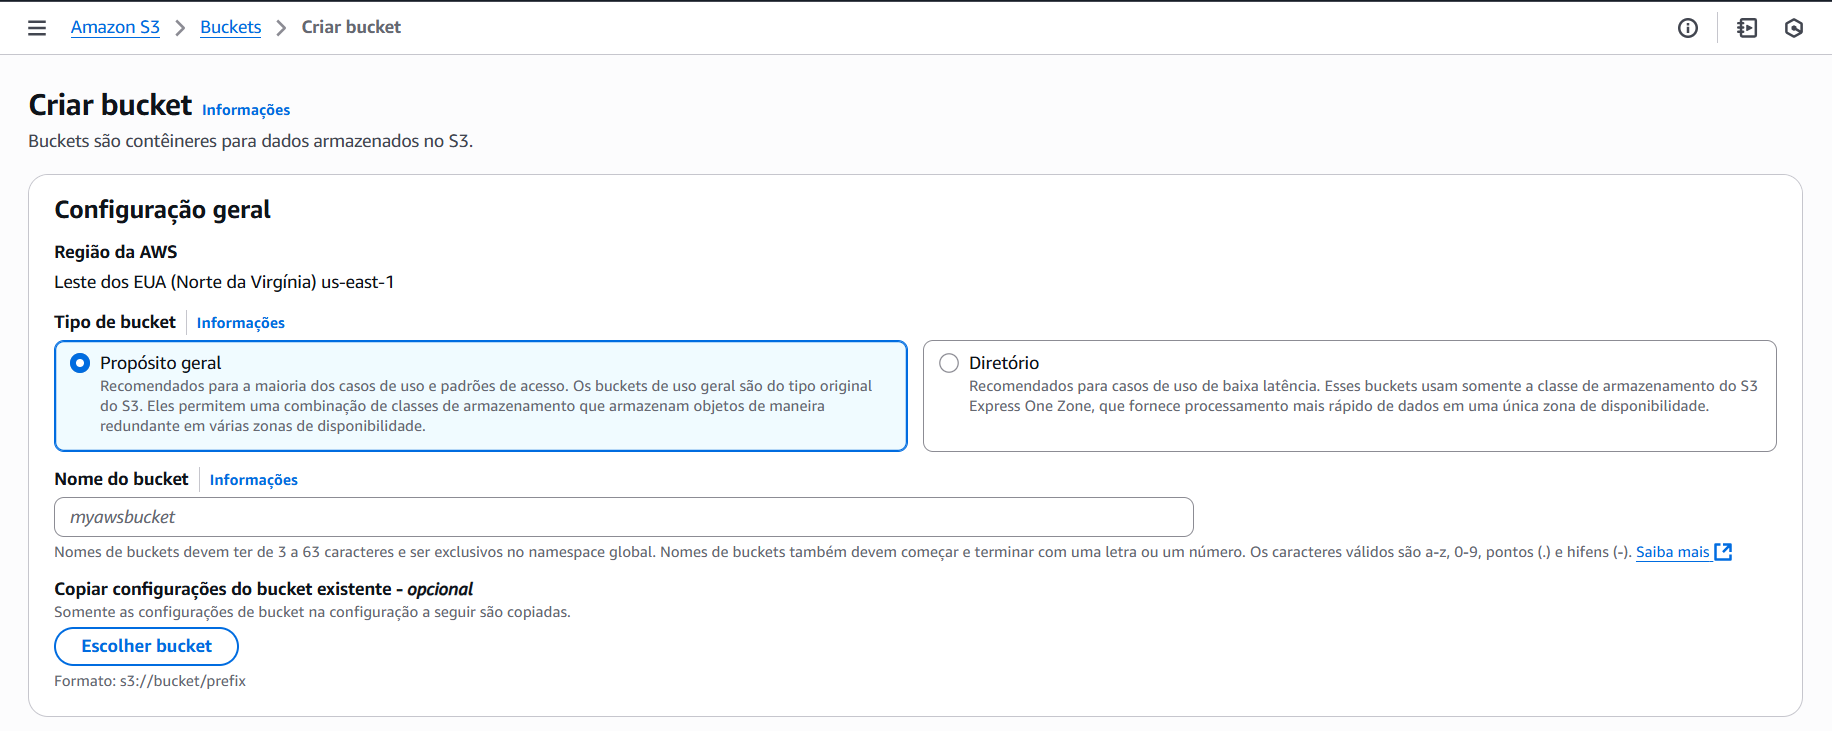 Amazon S3 > Buckets > Criar bucket
Criar bucket Informações
Buckets são contêineres para dados armazenados no S3.
Configuração geral
Região da AWS
Leste dos EUA (Norte da Virgínia) us-east-1
Tipo de bucket Informações
Propósito geral
Recomendados para a maioria dos casos de uso e padrões de acesso. Os buckets de uso geral são do tipo original
do S3. Eles permitem uma combinação de classes de armazenamento que armazenam objetos de maneira
redundante em várias zonas de disponibilidade.
Diretório
Recomendados para casos de uso de baixa latência. Esses buckets usam somente a classe de armazenamento do S3
Express One Zone, que fornece processamento mais rápido de dados em uma única zona de disponibilidade.
Nome do bucket Informações
myawsbucket
Nomes de buckets devem ter de 3 a 63 caracteres e ser exclusivos no namespace global. Nomes de buckets também devem começar e terminar com uma letra ou um número. Os caracteres válidos são a-z, 0-9, pontos (.) e hifens (-). Saiba mais
Copiar configurações do bucket existente - opcional
Somente as configurações de bucket na configuração a seguir são copiadas.
Escolher bucket
Formato: s3://bucket/prefix